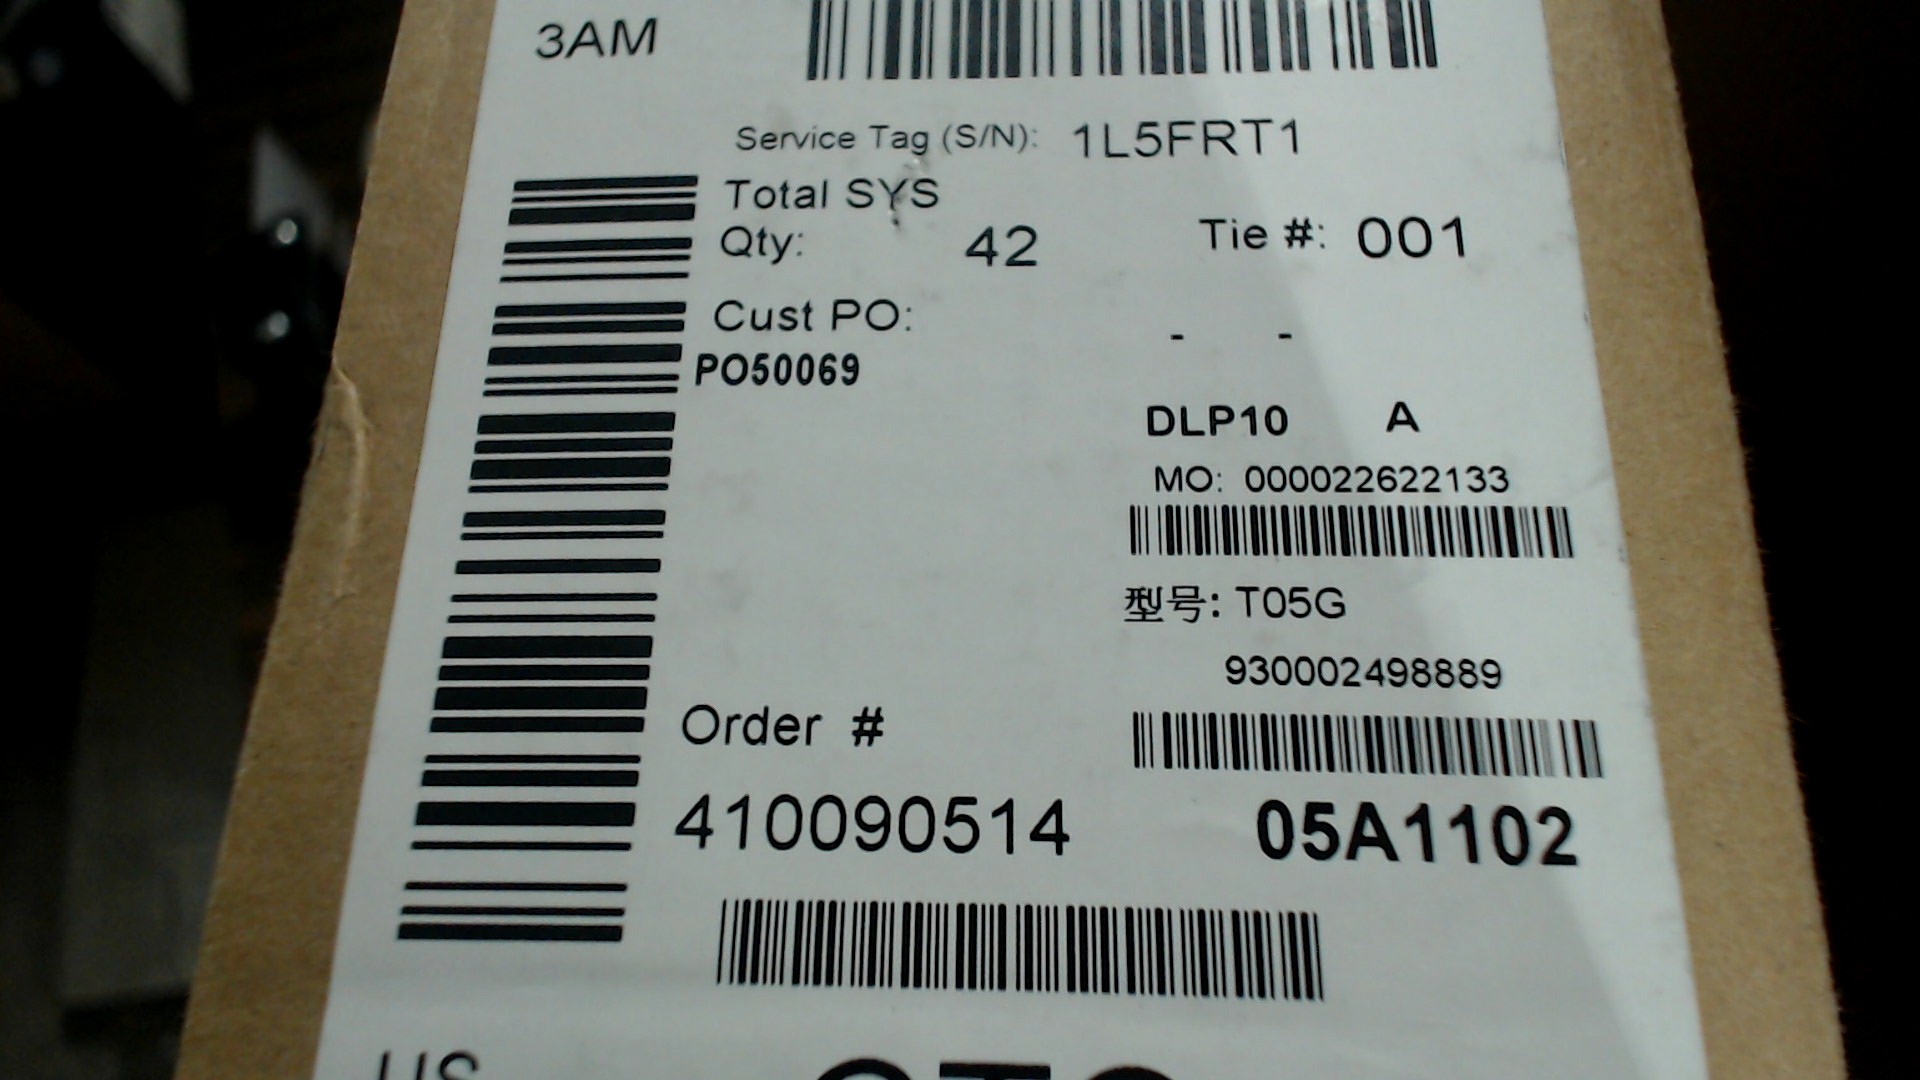 3AM
Service Tag (S/N): 1L5FRT1
Total SYS
Qty: 42 Tie #: 001
Cust PO:
- -
PO50069
DLP10 A
MO: 000022622133
型号: T05G
930002498889
Order #
410090514
05A1102
US